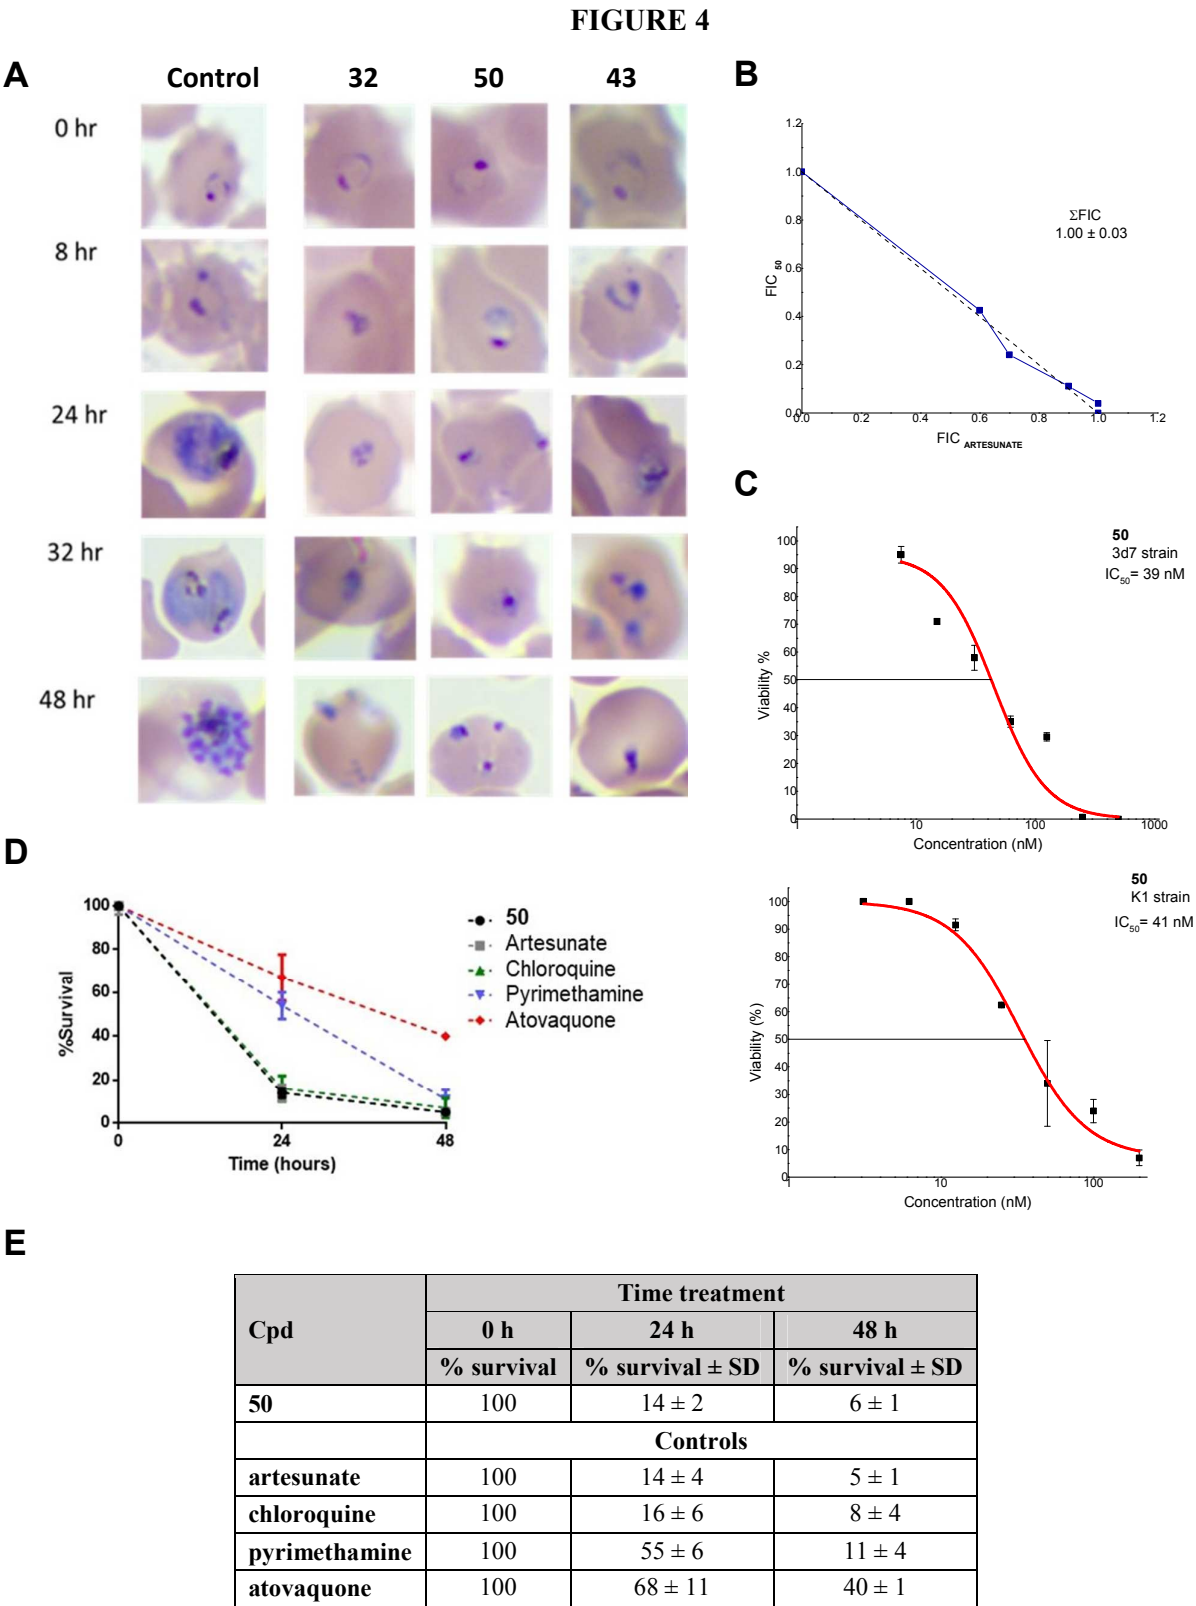 FIGURE 4
A
Control 32 50 43
0 hr
8 hr
24 hr
32 hr
48 hr
B
1.2
1.0
0.8
0.6
0.4
0.2
0.0
0.0 0.2 0.4 0.6 0.8 1.0 1.2
FIC 50
FIC ARTESUNATE
ΣFIC
1.00 ± 0.03
C
50
3d7 strain
IC50= 39 nM
100
90
80
70
60
50
40
30
20
10
0
1 10 100 1000
Viability %
Concentration (nM)
50
K1 strain
IC50= 41 nM
100
90
80
70
60
50
40
30
20
10
0
1 10 100
Viability (%)
Concentration (nM)
D
100
80
60
40
20
0
0 24 48
%Survival
Time (hours)
50
Artesunate
Chloroquine
Pyrimethamine
Atovaquone
E
Cpd Time treatment
0 h 24 h 48 h
% survival % survival ± SD % survival ± SD
50 100 14 ± 2 6 ± 1
Controls
artesunate 100 14 ± 4 5 ± 1
chloroquine 100 16 ± 6 8 ± 4
pyrimethamine 100 55 ± 6 11 ± 4
atovaquone 100 68 ± 11 40 ± 1